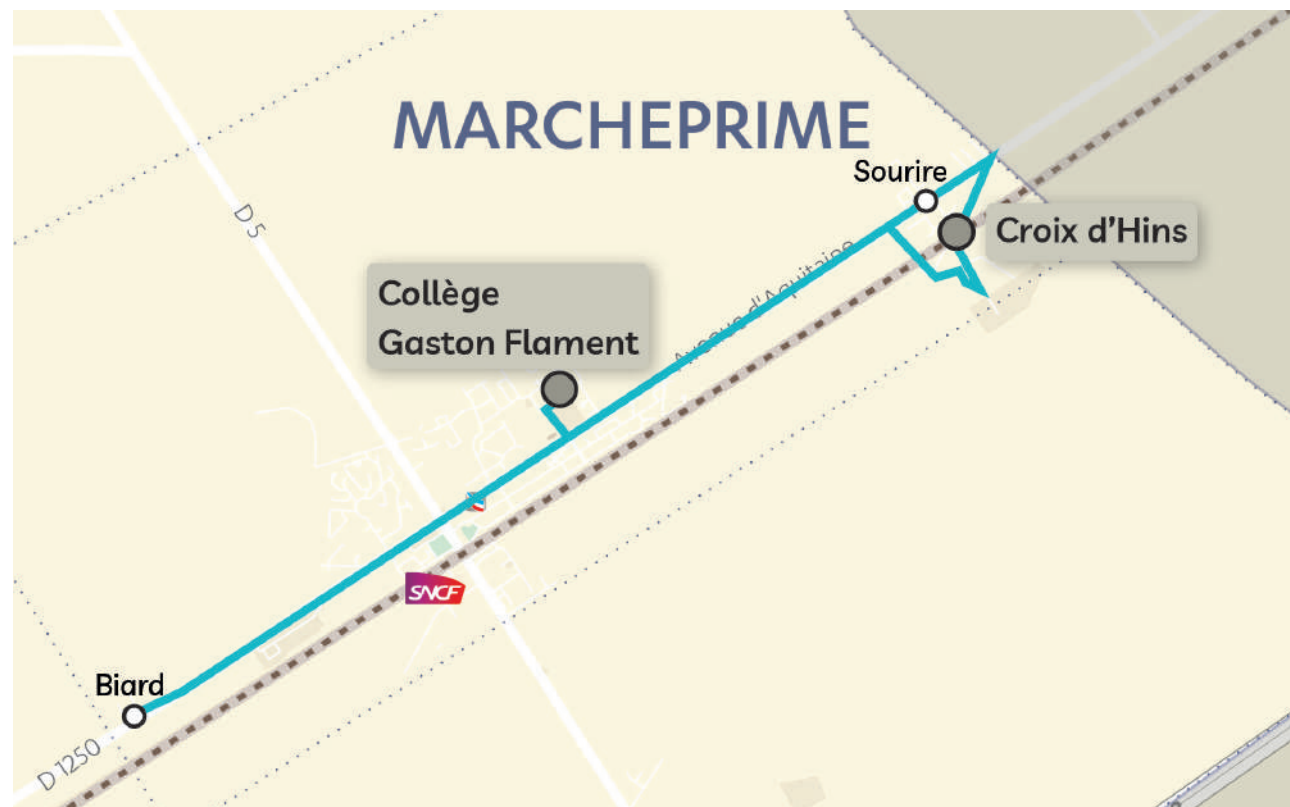 MARCHEPRIME
Sourire
D 5
Croix d'Hins
Avenue d'Aquitaine
Collège
Gaston Flament
SNCF
Biard
D 1250